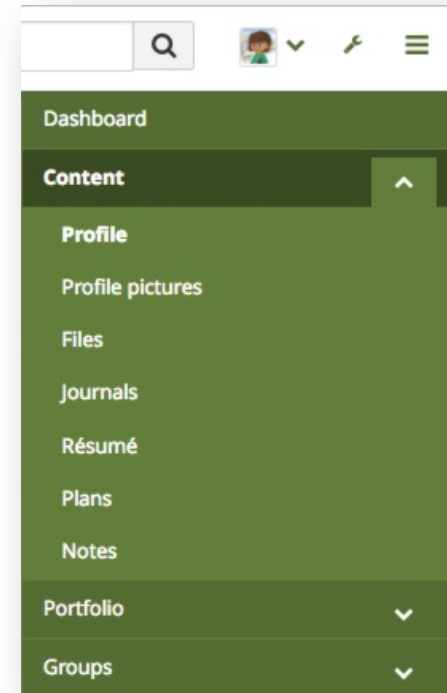 Dashboard
Content
Profile
Profile pictures
Files
Journals
Résumé
Plans
Notes
Portfolio
Groups